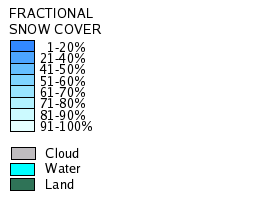 FRACTIONAL
SNOW COVER
1-20%
21-40%
41-50%
51-60%
61-70%
71-80%
81-90%
91-100%
Cloud
Water
Land